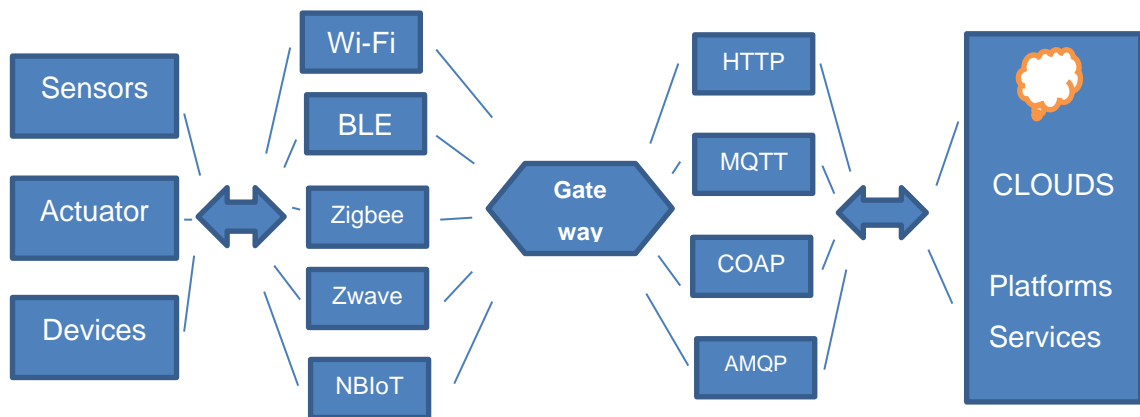 Sensors
Actuator
Devices
Wi-Fi
BLE
Zigbee
Zwave
NBIoT
Gate
way
HTTP
MQTT
COAP
AMQP
CLOUDS
Platforms
Services